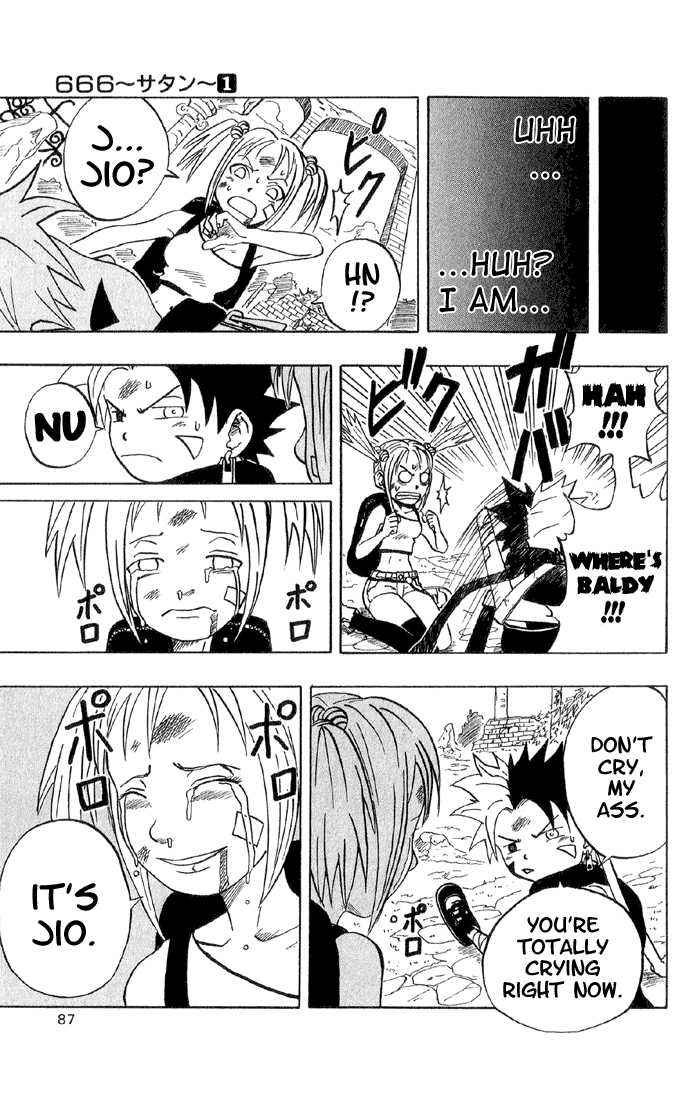 666〜サタン〜1
UHH
...
...HUH?
I AM...
J...
JIO?
HN
!?
ビク
HAH
!!!
WHERE'S
BALDY
!!!
ガバ
ビク
NU
ポロ
ポロ
DON'T
CRY,
MY
ASS.
YOU'RE
TOTALLY
CRYING
RIGHT NOW.
ポロ
ポロ
ポロ
IT'S
JIO.
87